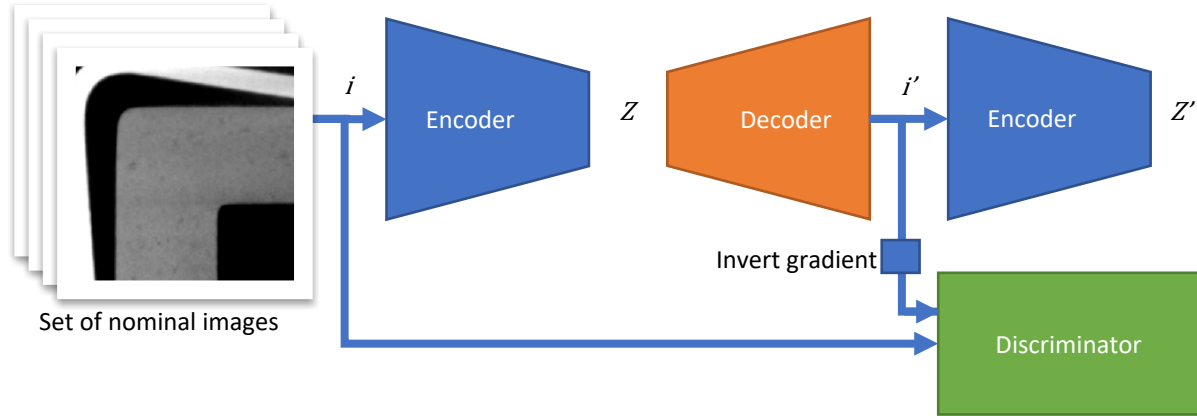 i
Encoder
Z
Decoder
i'
Encoder
Z'
Invert gradient
Set of nominal images
Discriminator